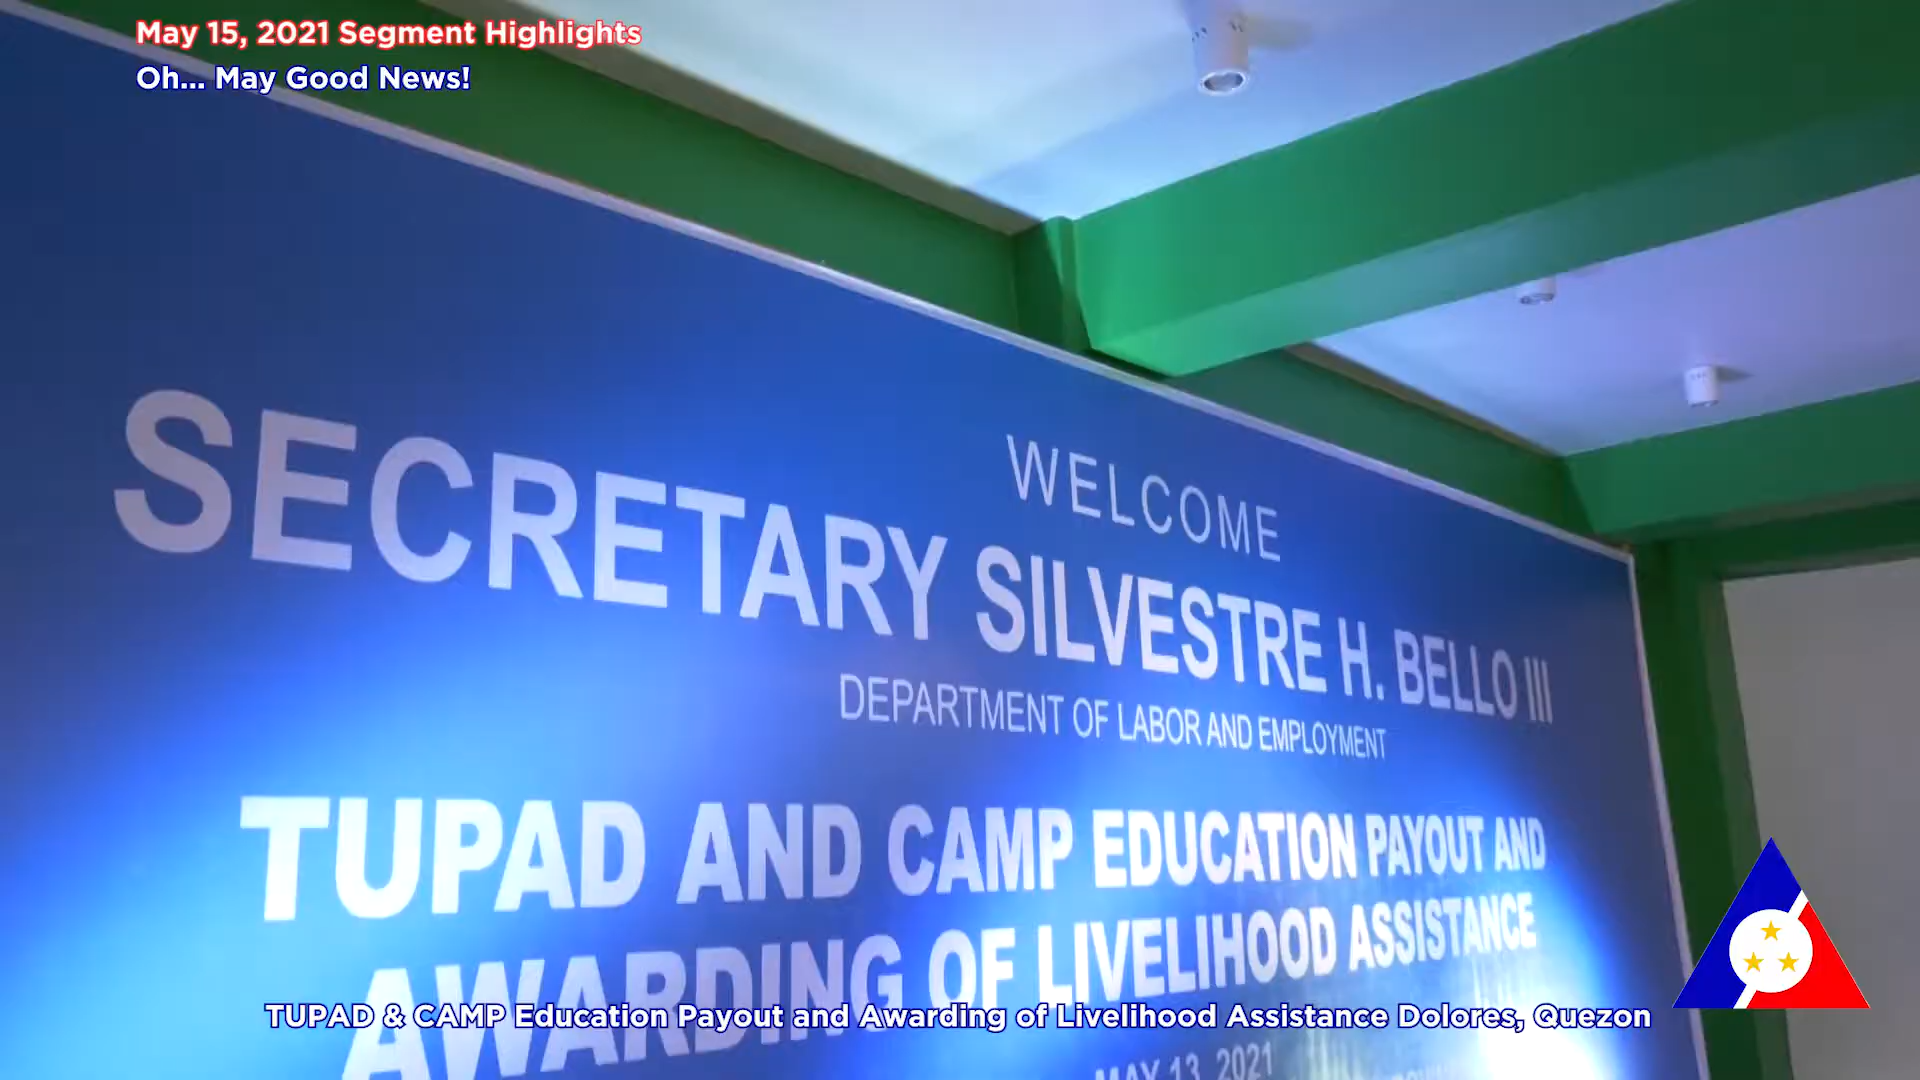 May 15, 2021 Segment Highlights
Oh... May Good News!
WELCOME
SECRETARY SILVESTRE H. BELLO III
DEPARTMENT OF LABOR AND EMPLOYMENT
TUPAD AND CAMP EDUCATION PAYOUT AND
AWARDING OF LIVELIHOOD ASSISTANCE
TUPAD & CAMP Education Payout and Awarding of Livelihood Assistance Dolores, Quezon
MAY 13, 2021